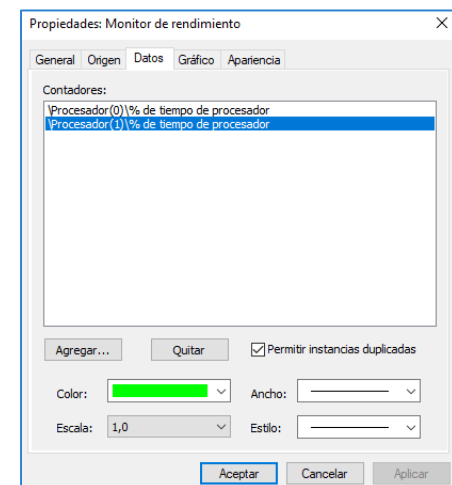 Propiedades: Monitor de rendimiento
General Origen Datos Gráfico Apariencia
Contadores:
\Procesador(0)\% de tiempo de procesador
\Procesador(1)\% de tiempo de procesador
Agregar... Quitar Permitir instancias duplicadas
Color: Ancho:
Escala: 1,0 Estilo:
Aceptar Cancelar Aplicar